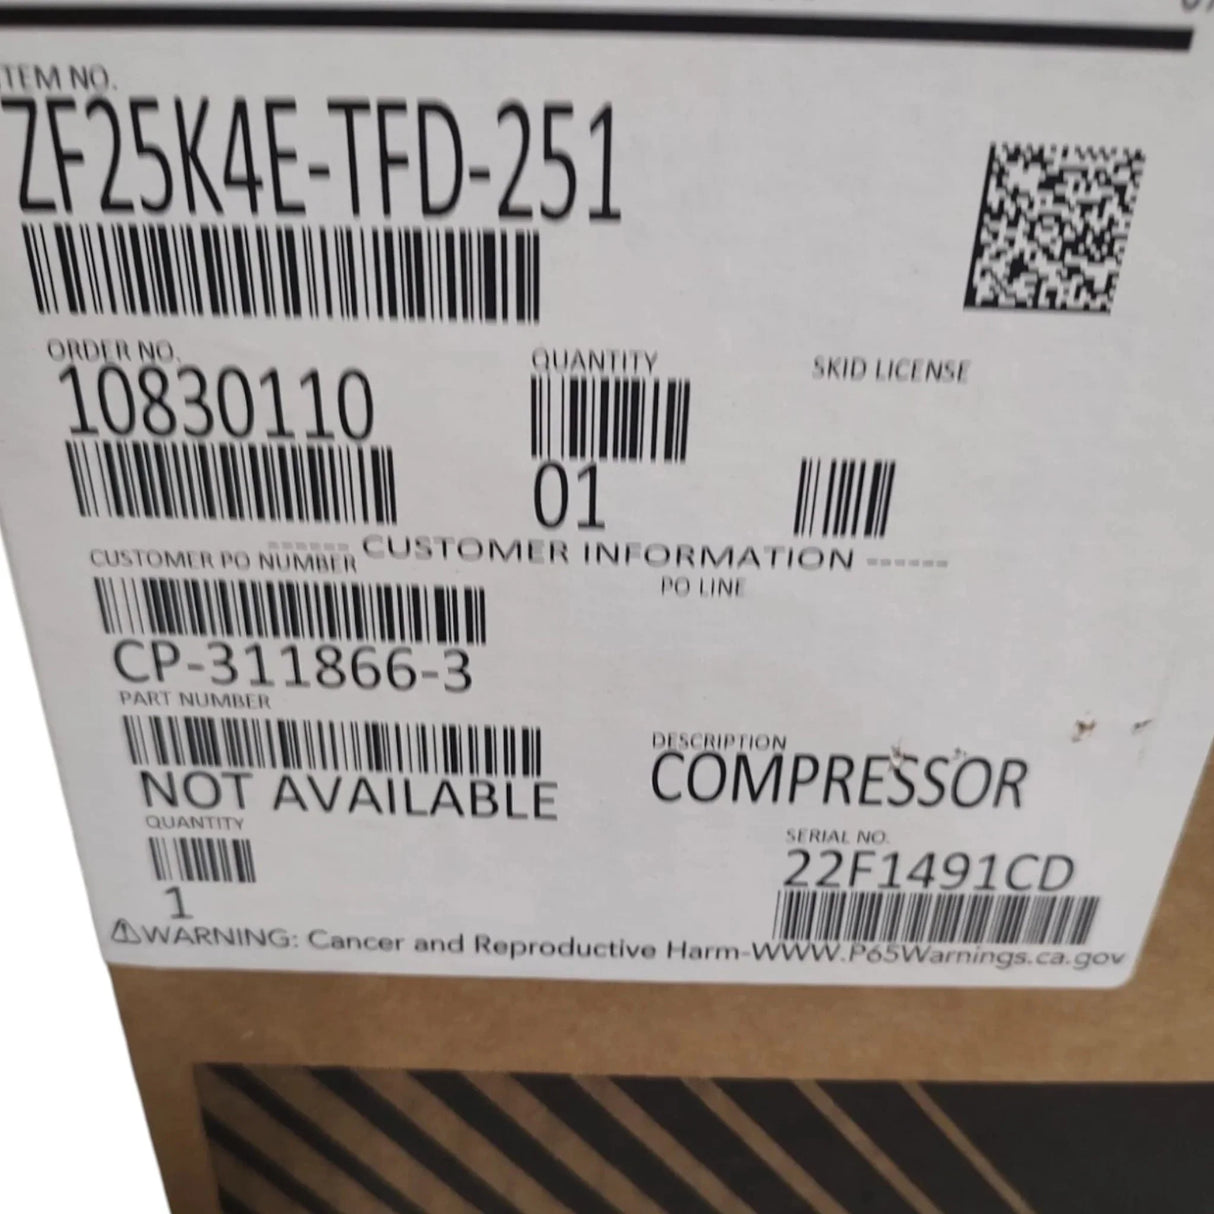 ITEM NO.
ZF25K4E-TFD-251
ORDER NO.
10830110
QUANTITY
01
SKID LICENSE
------ CUSTOMER INFORMATION ------
CUSTOMER PO NUMBER
PO LINE
CP-311866-3
PART NUMBER
NOT AVAILABLE
DESCRIPTION
COMPRESSOR
QUANTITY
1
SERIAL NO.
22F1491CD
⚠WARNING: Cancer and Reproductive Harm-WWW.P65Warnings.ca.gov